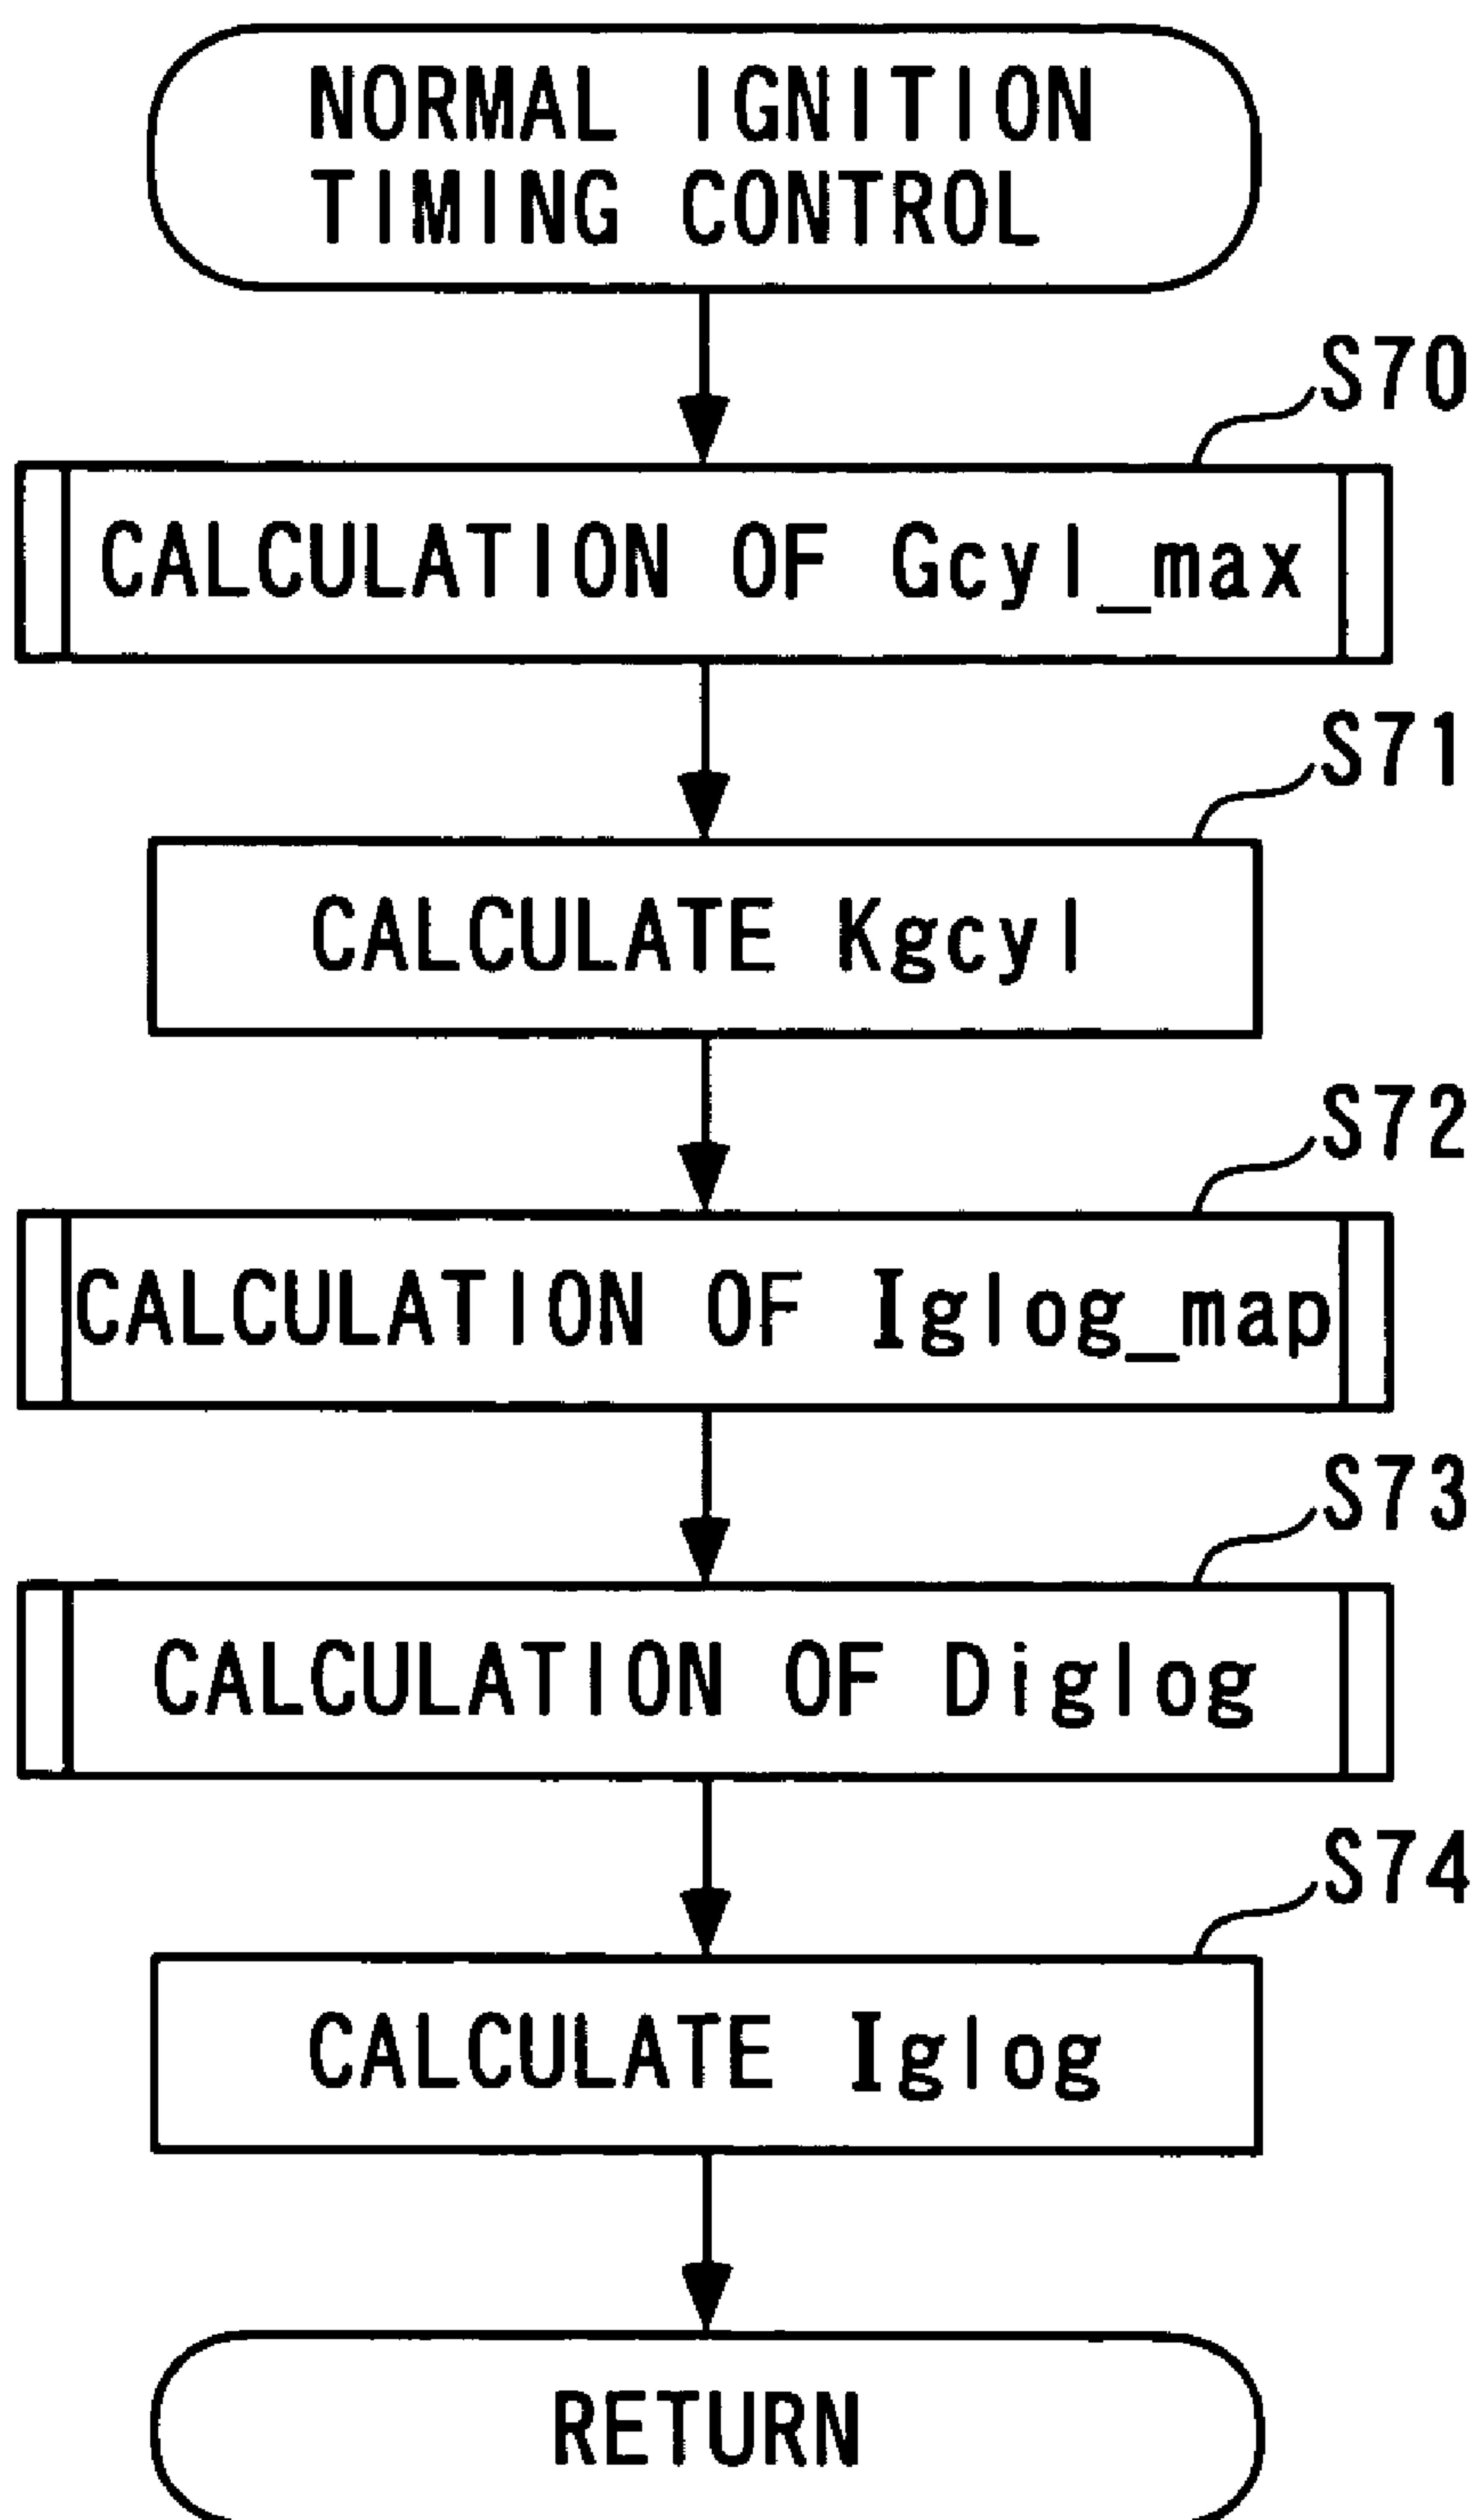 NORMAL IGNITION
TIMING CONTROL
S70
CALCULATION OF Gcyl_max
S71
CALCULATE Kgcyl
S72
CALCULATION OF Iglog_map
S73
CALCULATION OF Diglog
S74
CALCULATE Iglog
RETURN